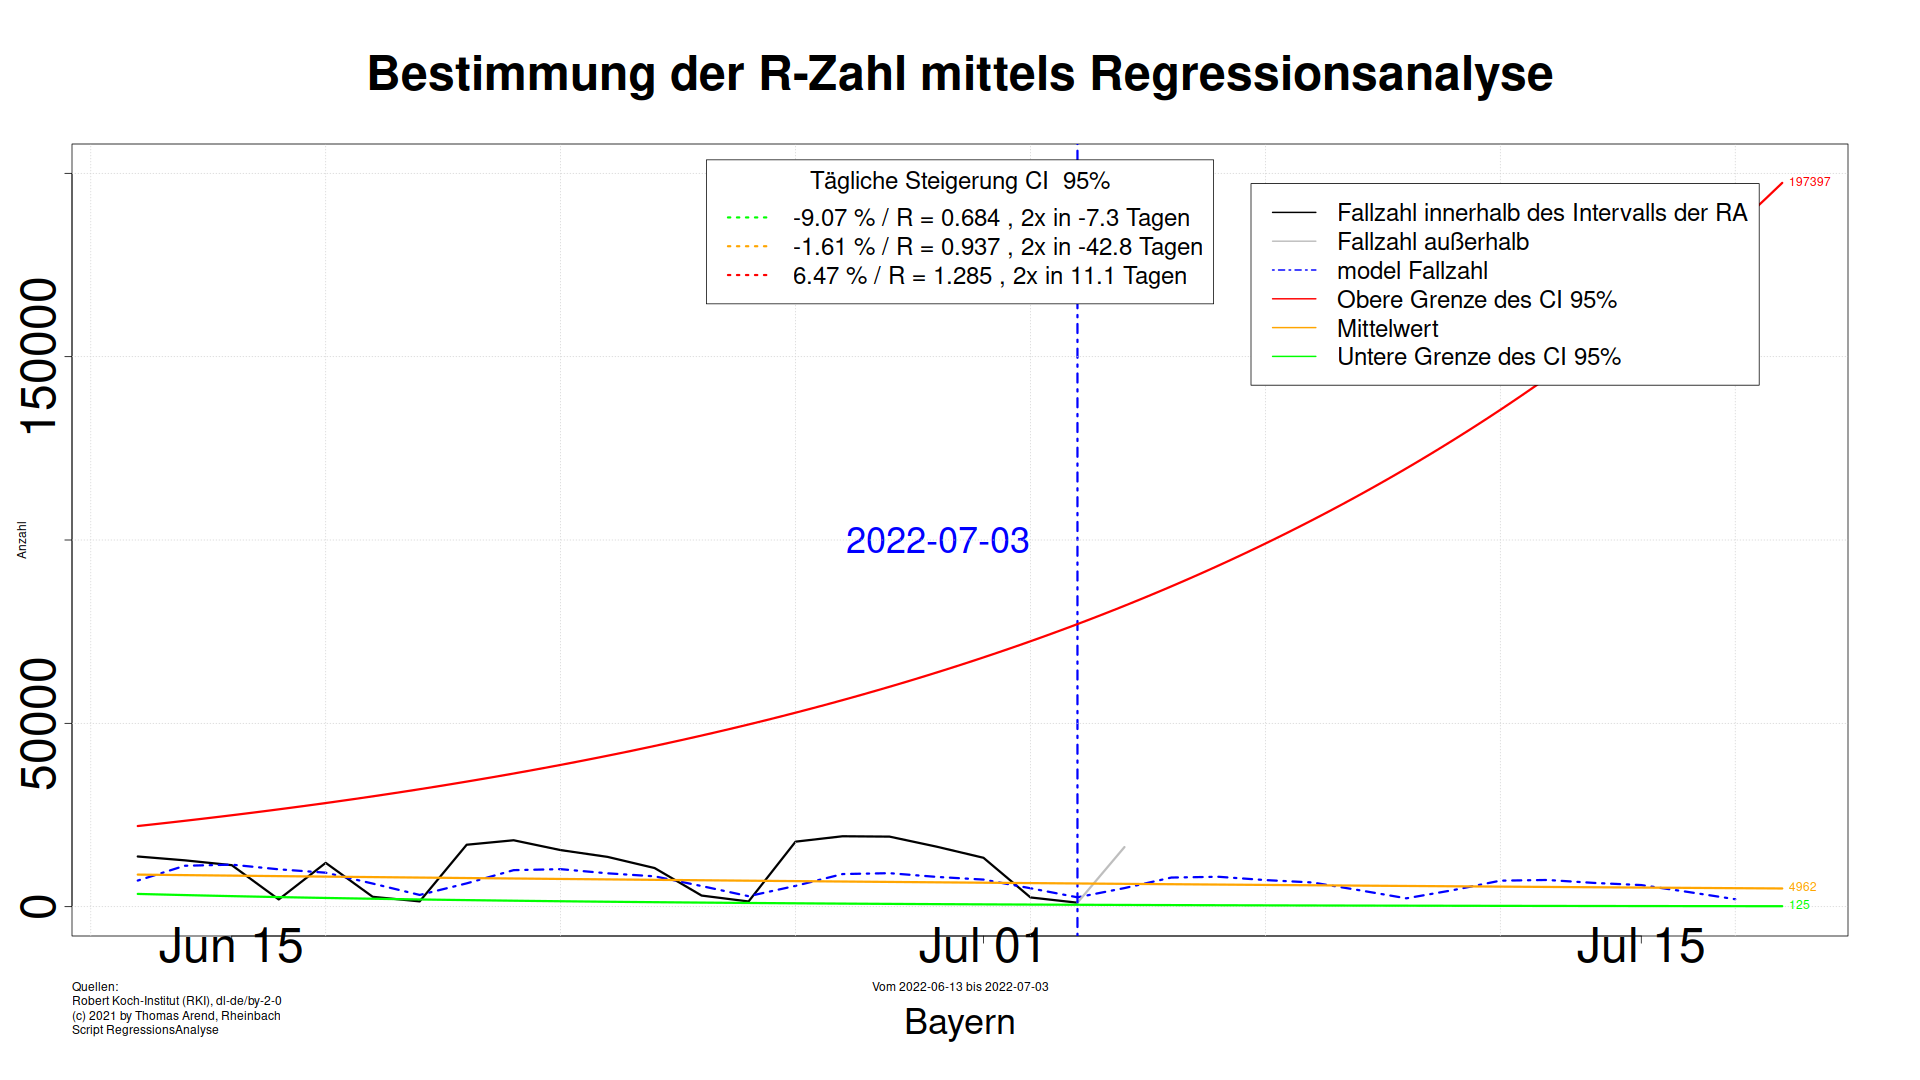 Bestimmung der R-Zahl mittels Regressionsanalyse
Tägliche Steigerung CI  95%
-9.07 % / R = 0.684 , 2x in -7.3 Tagen
-1.61 % / R = 0.937 , 2x in -42.8 Tagen
6.47 % / R = 1.285 , 2x in 11.1 Tagen
197397
Fallzahl innerhalb des Intervalls der RA
Fallzahl außerhalb
model Fallzahl
Obere Grenze des CI 95%
Mittelwert
Untere Grenze des CI 95%
150000
50000
0
Anzahl
2022-07-03
4962
125
Jun 15
Jul 01
Jul 15
Quellen:
Robert Koch-Institut (RKI), dl-de/by-2-0
(c) 2021 by Thomas Arend, Rheinbach
Script RegressionsAnalyse
Vom 2022-06-13 bis 2022-07-03
Bayern